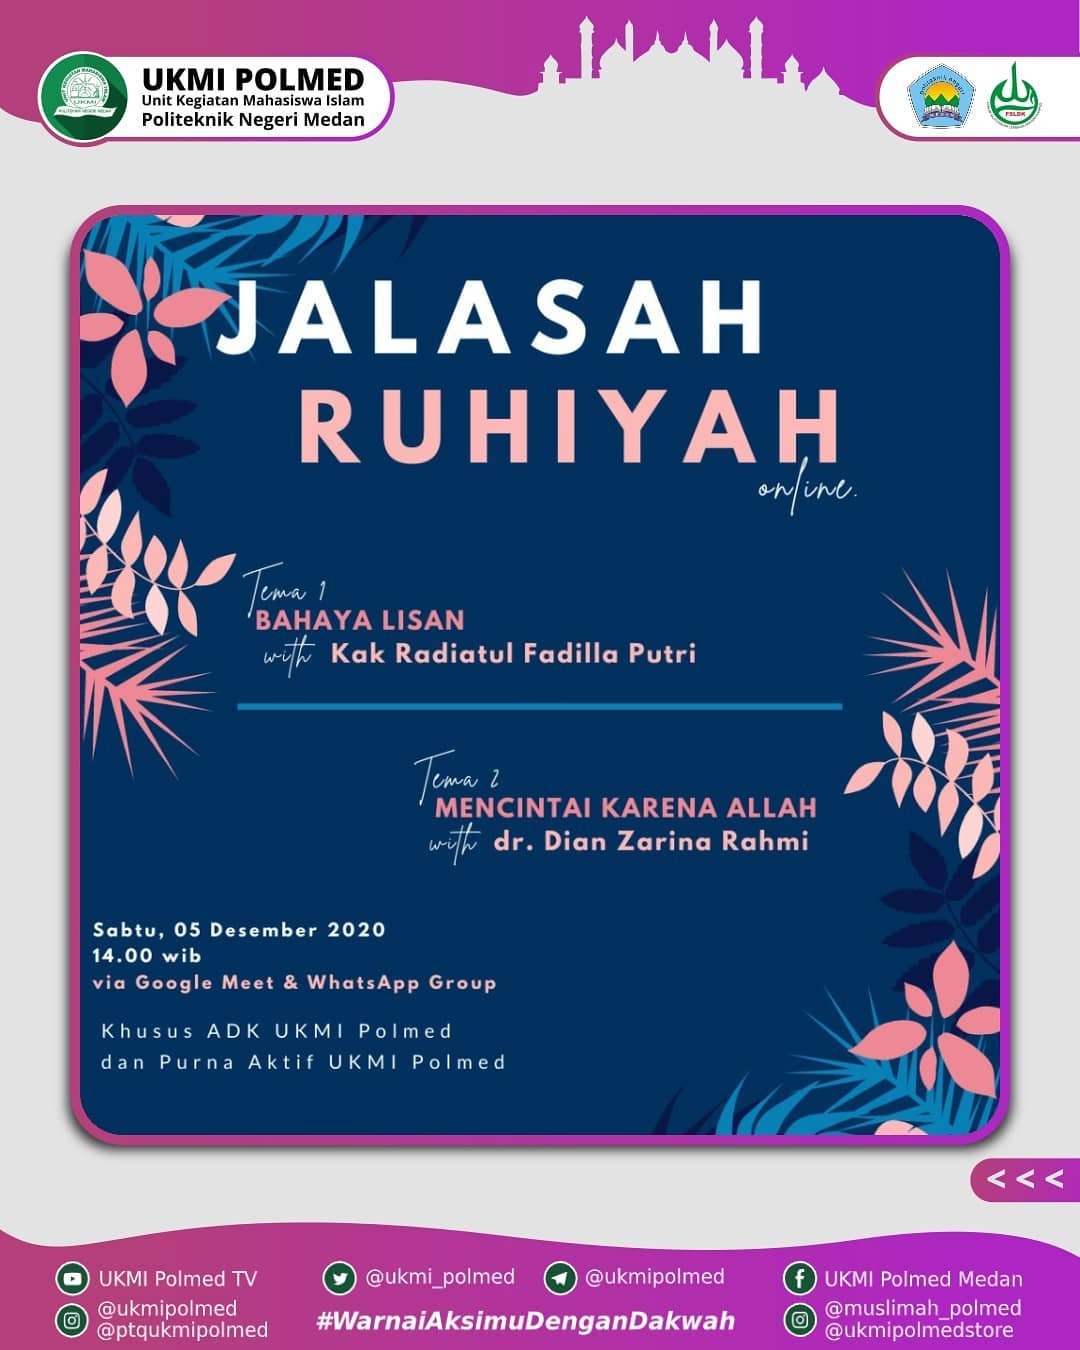 UKMI POLMED
Unit Kegiatan Mahasiswa Islam
Politeknik Negeri Medan
UKMI
FSLDK
JALASAH
RUHIYAH
online.
Tema 1
BAHAYA LISAN
with Kak Radiatul Fadilla Putri
Tema 2
MENCINTAI KARENA ALLAH
with dr. Dian Zarina Rahmi
Sabtu, 05 Desember 2020
14.00 wib
via Google Meet & WhatsApp Group
Khusus ADK UKMI Polmed
dan Purna Aktif UKMI Polmed
< < <
UKMI Polmed TV
@ukmi_polmed
@ukmipolmed
UKMI Polmed Medan
@ukmipolmed
@ptqukmipolmed
#WarnaiAksimuDenganDakwah
@muslimah_polmed
@ukmipolmedstore